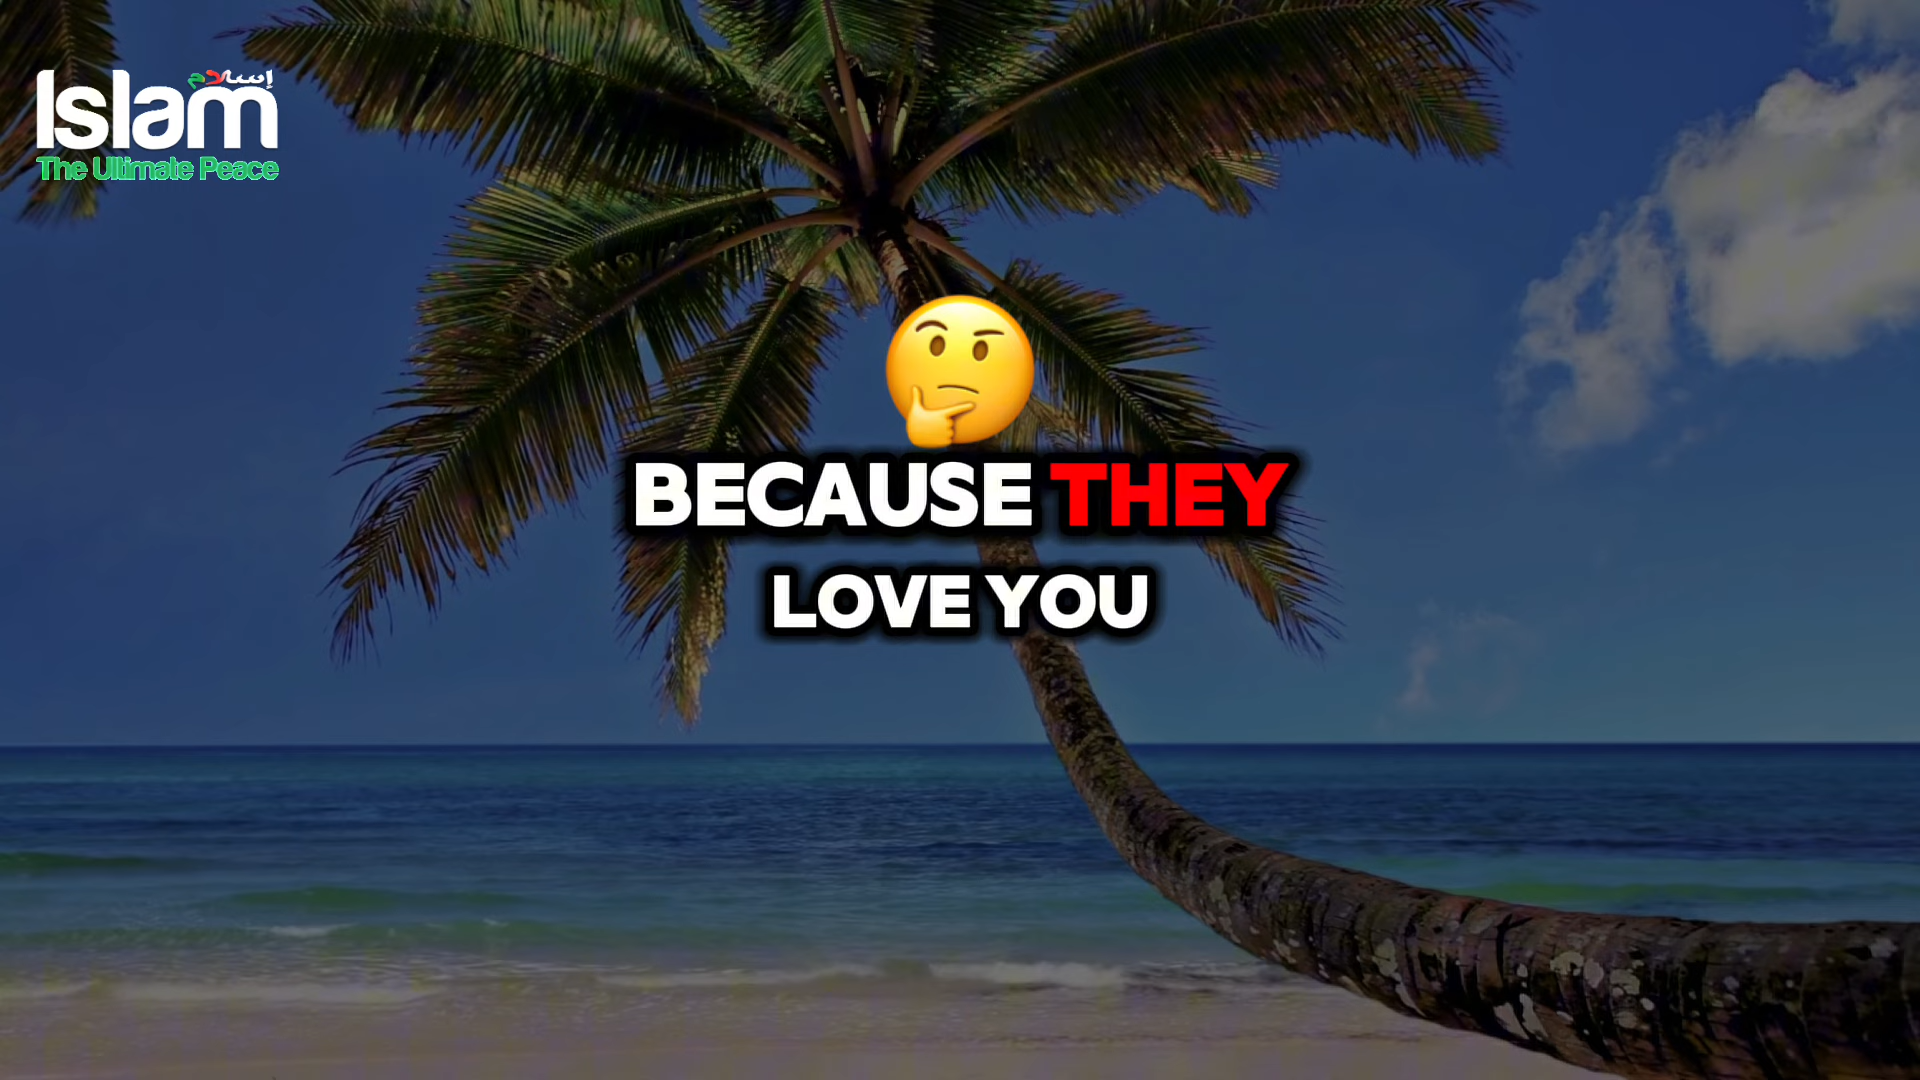 إسلام
Islam
The Ultimate Peace
BECAUSE THEY
LOVE YOU